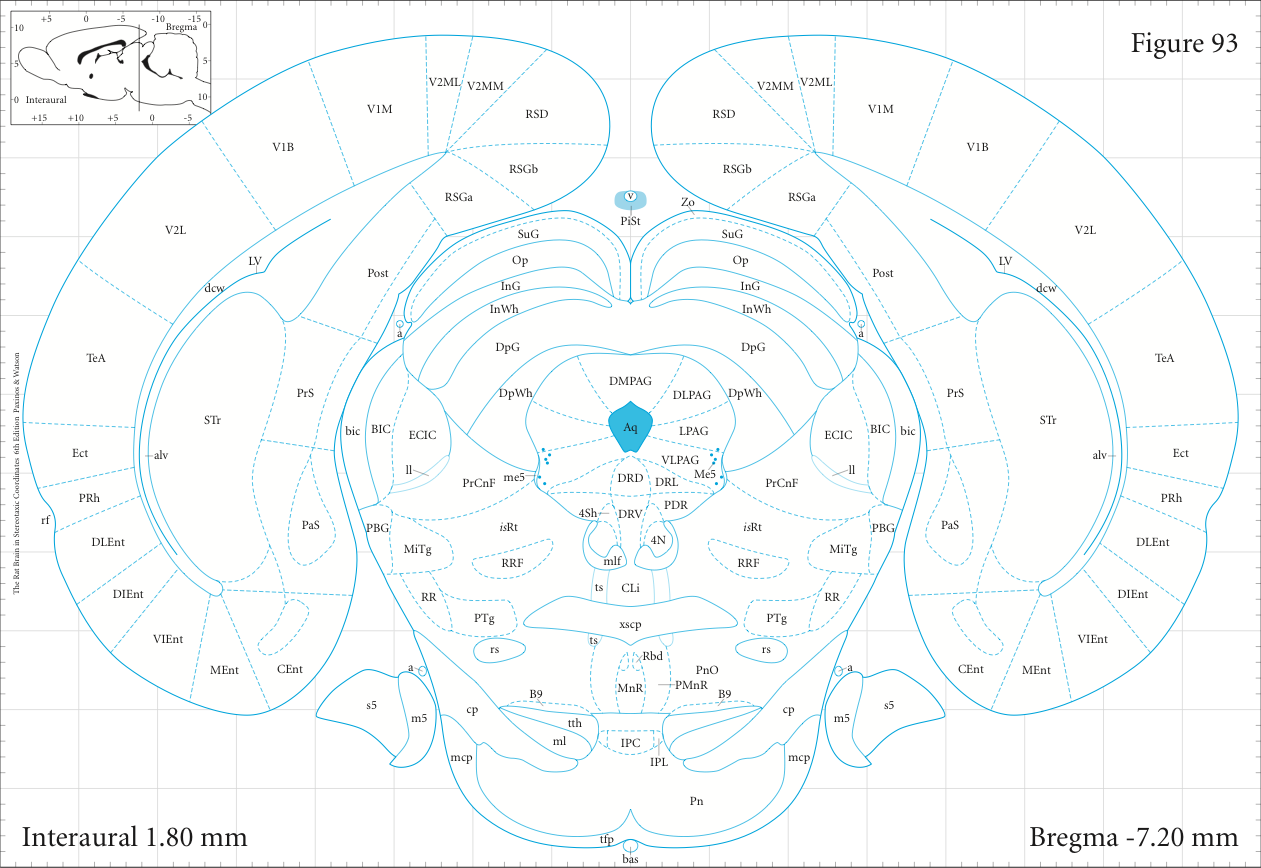 Figure 93
+5 0 -5 -10 -15
Bregma
10
5
0
0
5
10
Interaural
+15 +10 +5 0 -5
V2ML V2MM
V2MM V2ML
V1M
RSD
RSD
V1M
V1B
V1B
RSGb
RSGb
RSGa
v
RSGa
Zo
PiSt
V2L
V2L
SuG
SuG
LV
Op
Op
LV
Post
Post
dcw
InG
InG
dcw
InWh
InWh
a
a
DpG
DpG
TeA
TeA
DMPAG
PrS
DpWh
DLPAG
DpWh
PrS
STr
STr
bic
BIC
ECIC
Aq
LPAG
ECIC
BIC
bic
Ect
alv
VLPAG
alv
Ect
ll
me5
DRD
DRL
Me5
ll
PRh
PrCnF
PrCnF
PRh
rf
PaS
PBG
isRt
4Sh
DRV
PDR
isRt
PBG
PaS
DLEnt
MiTg
4N
MiTg
DLEnt
RRF
mlf
RRF
DIEnt
RR
ts
CLi
RR
DIEnt
PTg
xscp
PTg
VIEnt
ts
VIEnt
rs
Rbd
rs
MEnt
CEnt
a
PnO
a
CEnt
MEnt
MnR
PMnR
B9
B9
s5
m5
cp
cp
m5
s5
tth
ml
IPC
mcp
IPL
mcp
Pn
tfp
bas
The Rat Brain in Stereotaxic Coordinates 6th Edition Paxinos & Watson
Interaural 1.80 mm
Bregma -7.20 mm